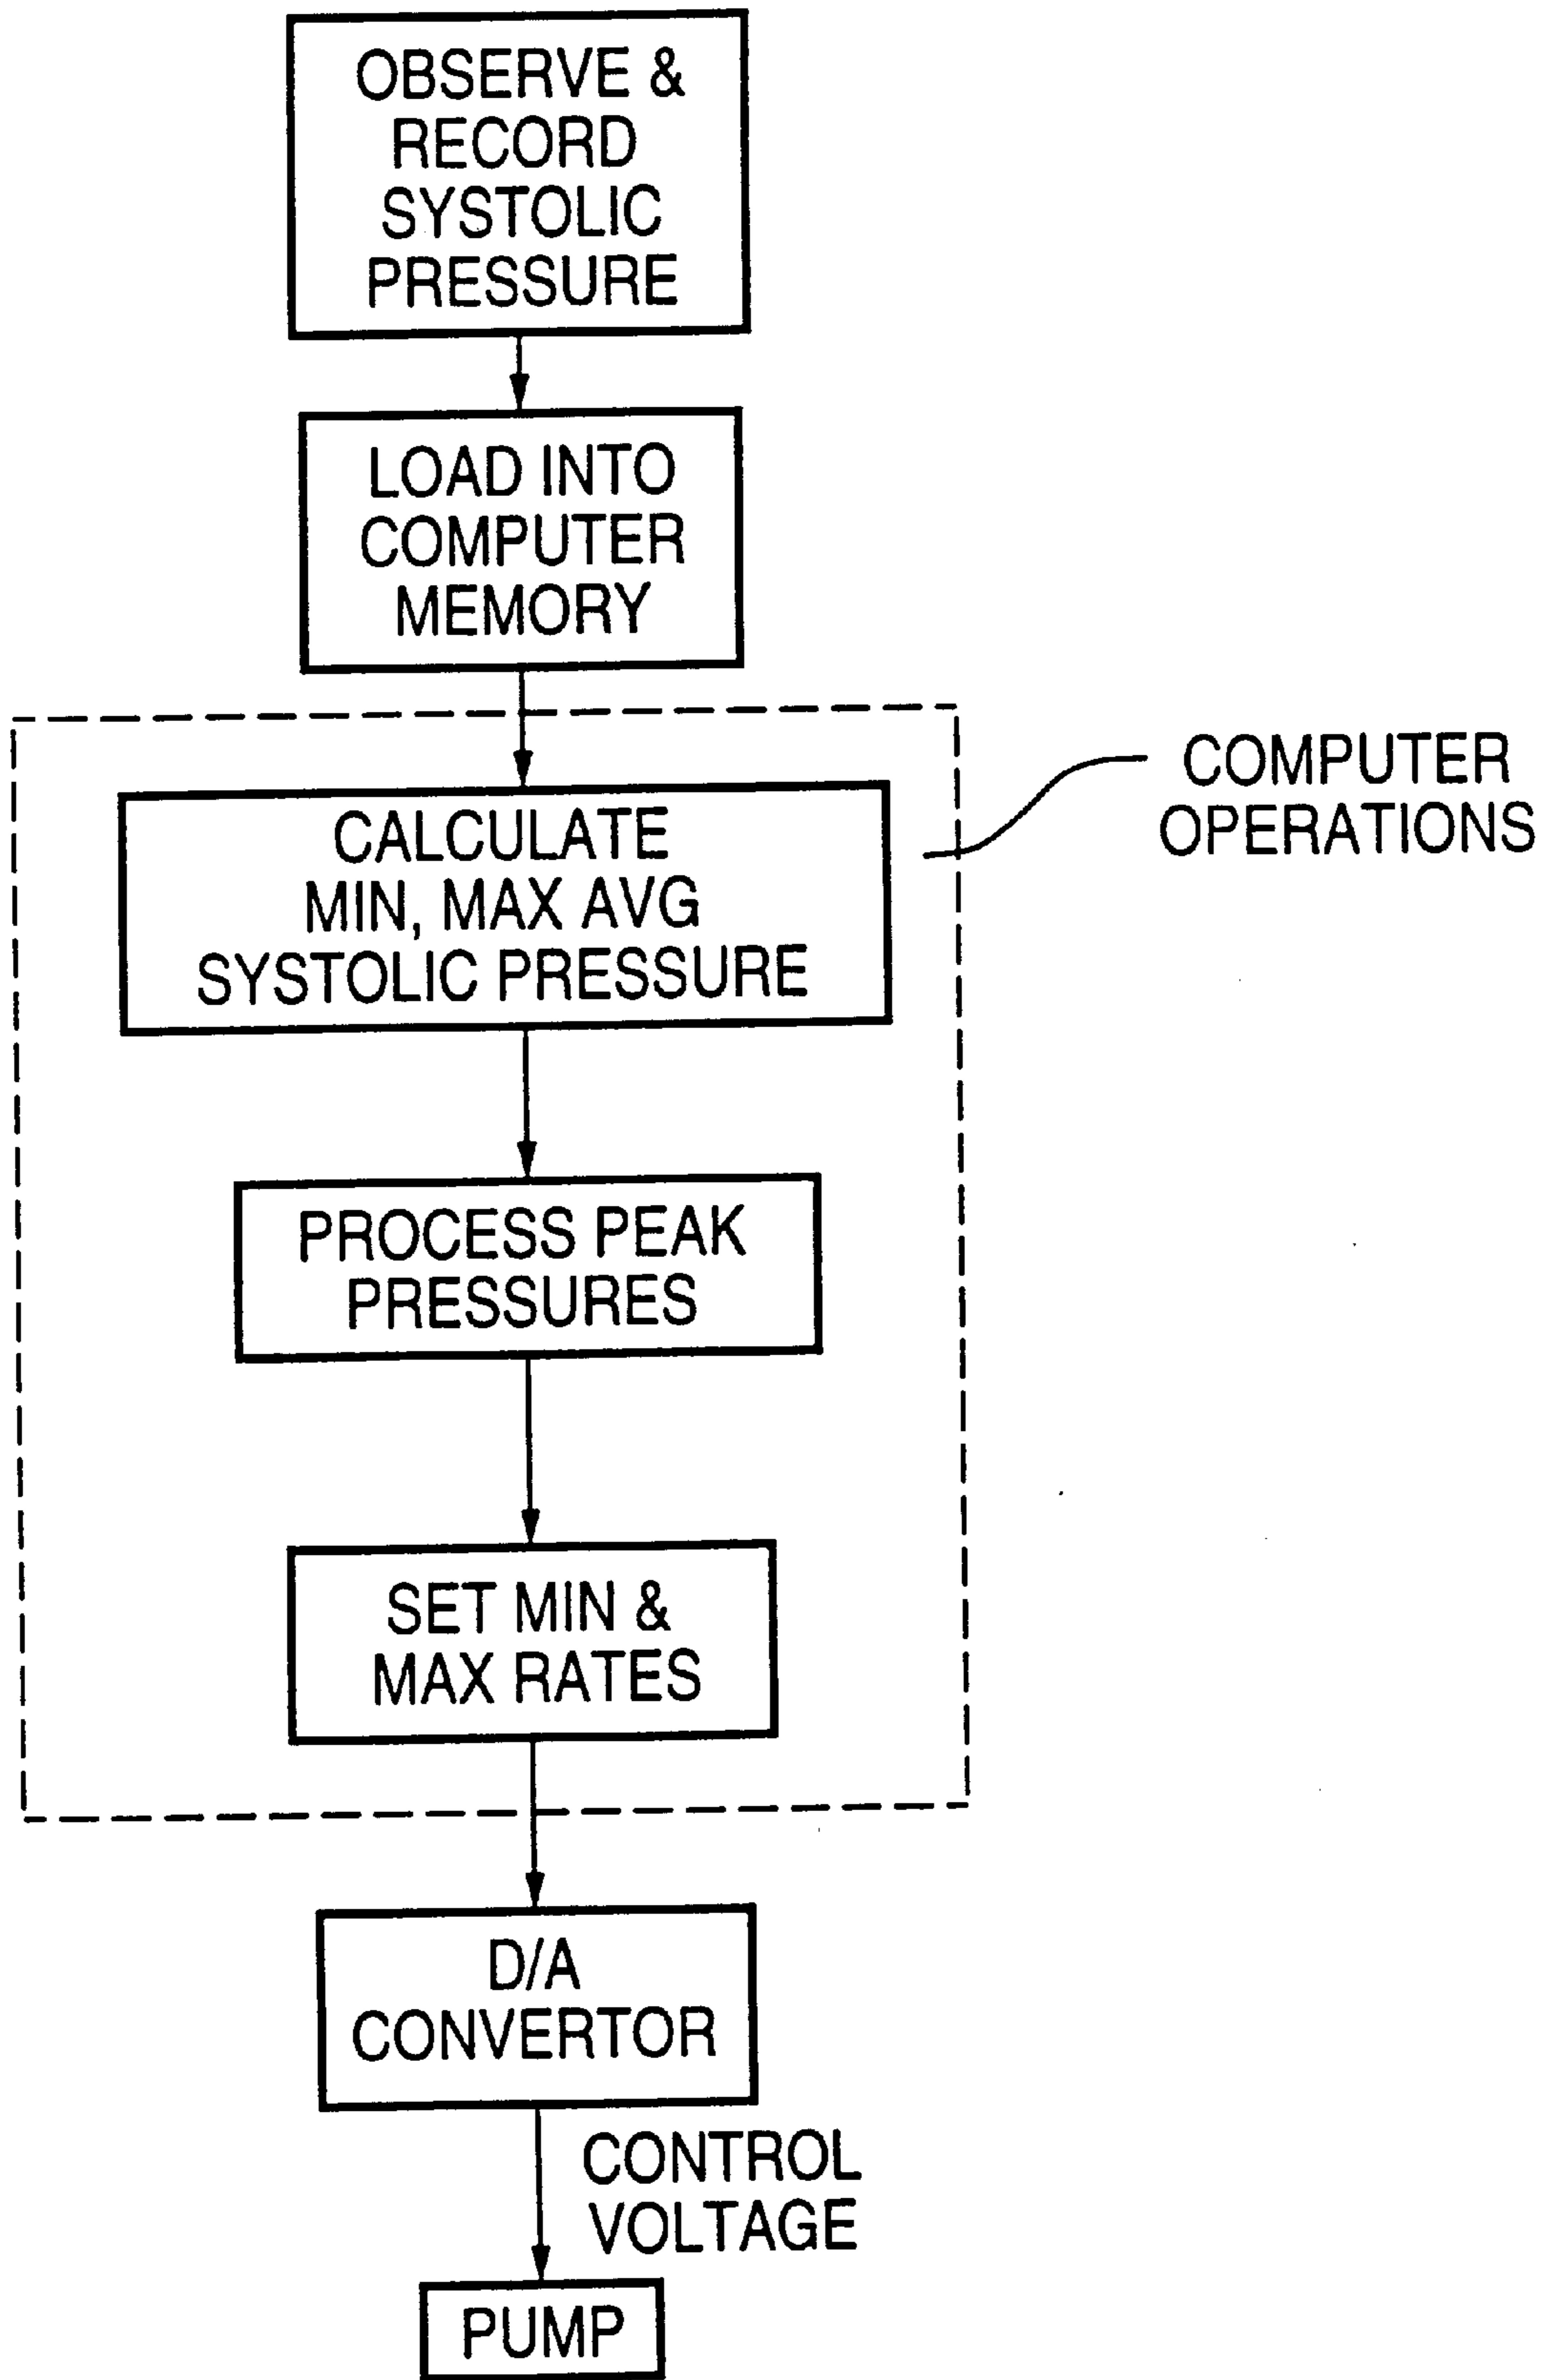 OBSERVE &
RECORD
SYSTOLIC
PRESSURE
LOAD INTO
COMPUTER
MEMORY
COMPUTER
OPERATIONS
CALCULATE
MIN, MAX AVG
SYSTOLIC PRESSURE
PROCESS PEAK
PRESSURES
SET MIN &
MAX RATES
D/A
CONVERTOR
CONTROL
VOLTAGE
PUMP